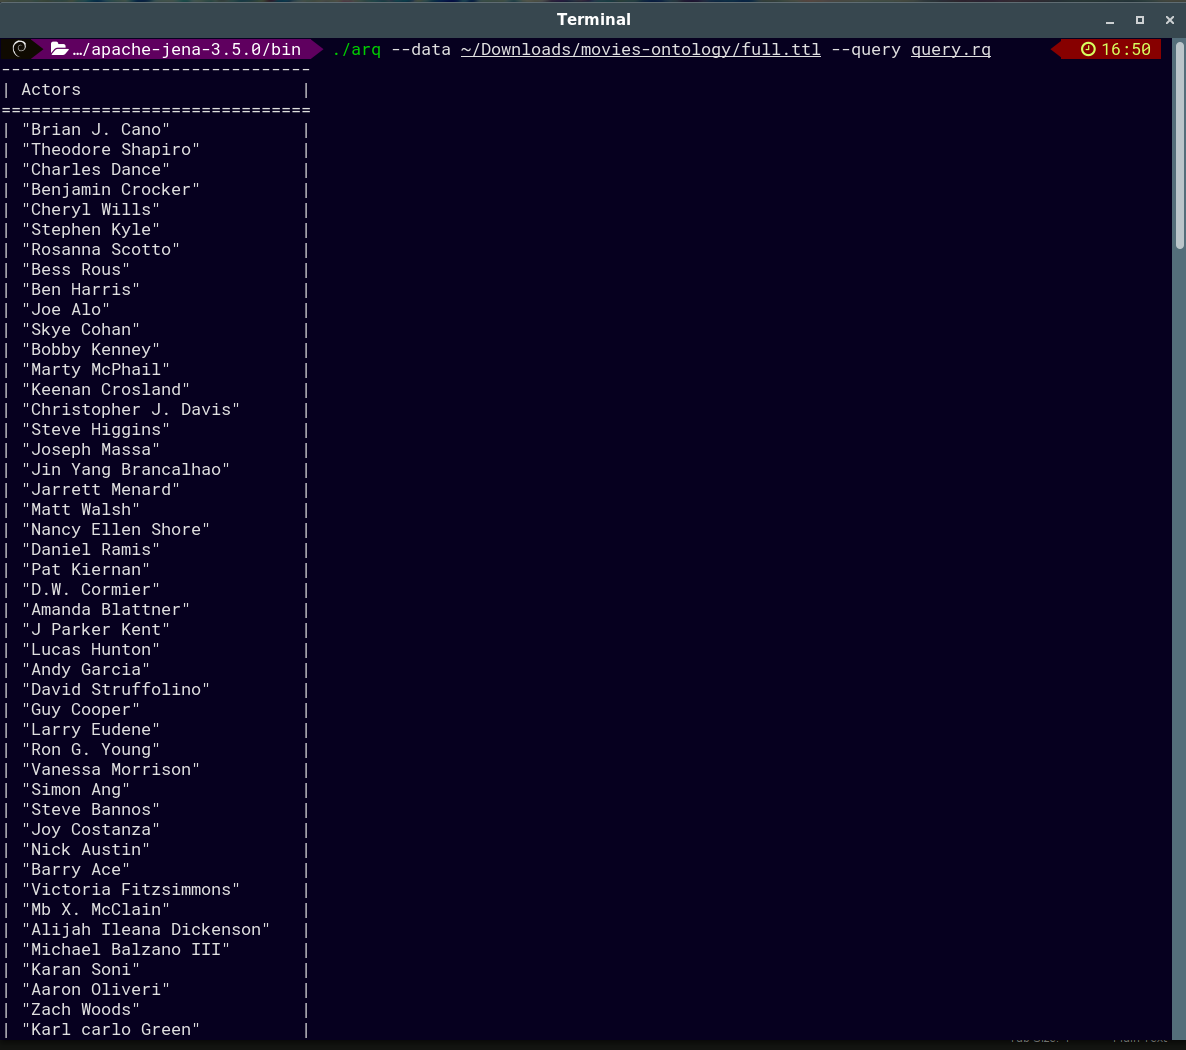 Terminal
…/apache-jena-3.5.0/bin ./arq --data ~/Downloads/movies-ontology/full.ttl --query query.rq 16:50
-------------------------------
| Actors |
===============================
| "Brian J. Cano" |
| "Theodore Shapiro" |
| "Charles Dance" |
| "Benjamin Crocker" |
| "Cheryl Wills" |
| "Stephen Kyle" |
| "Rosanna Scotto" |
| "Bess Rous" |
| "Ben Harris" |
| "Joe Alo" |
| "Skye Cohan" |
| "Bobby Kenney" |
| "Marty McPhail" |
| "Keenan Crosland" |
| "Christopher J. Davis" |
| "Steve Higgins" |
| "Joseph Massa" |
| "Jin Yang Brancalhao" |
| "Jarrett Menard" |
| "Matt Walsh" |
| "Nancy Ellen Shore" |
| "Daniel Ramis" |
| "Pat Kiernan" |
| "D.W. Cormier" |
| "Amanda Blattner" |
| "J Parker Kent" |
| "Lucas Hunton" |
| "Andy Garcia" |
| "David Struffolino" |
| "Guy Cooper" |
| "Larry Eudene" |
| "Ron G. Young" |
| "Vanessa Morrison" |
| "Simon Ang" |
| "Steve Bannos" |
| "Joy Costanza" |
| "Nick Austin" |
| "Barry Ace" |
| "Victoria Fitzsimmons" |
| "Mb X. McClain" |
| "Alijah Ileana Dickenson" |
| "Michael Balzano III" |
| "Karan Soni" |
| "Aaron Oliveri" |
| "Zach Woods" |
| "Karl carlo Green" |